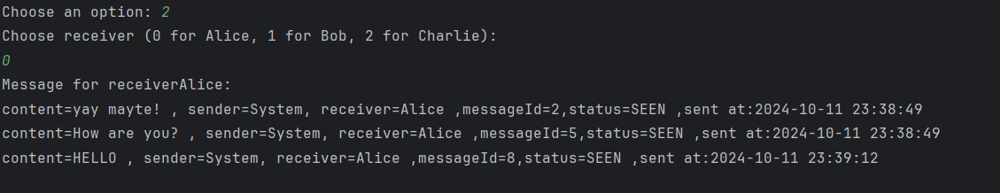 Choose an option: 2
Choose receiver (0 for Alice, 1 for Bob, 2 for Charlie):
0
Message for receiverAlice:
content=yay mayte! , sender=System, receiver=Alice ,messageId=2,status=SEEN ,sent at:2024-10-11 23:38:49
content=How are you? , sender=System, receiver=Alice ,messageId=5,status=SEEN ,sent at:2024-10-11 23:38:49
content=HELLO , sender=System, receiver=Alice ,messageId=8,status=SEEN ,sent at:2024-10-11 23:39:12